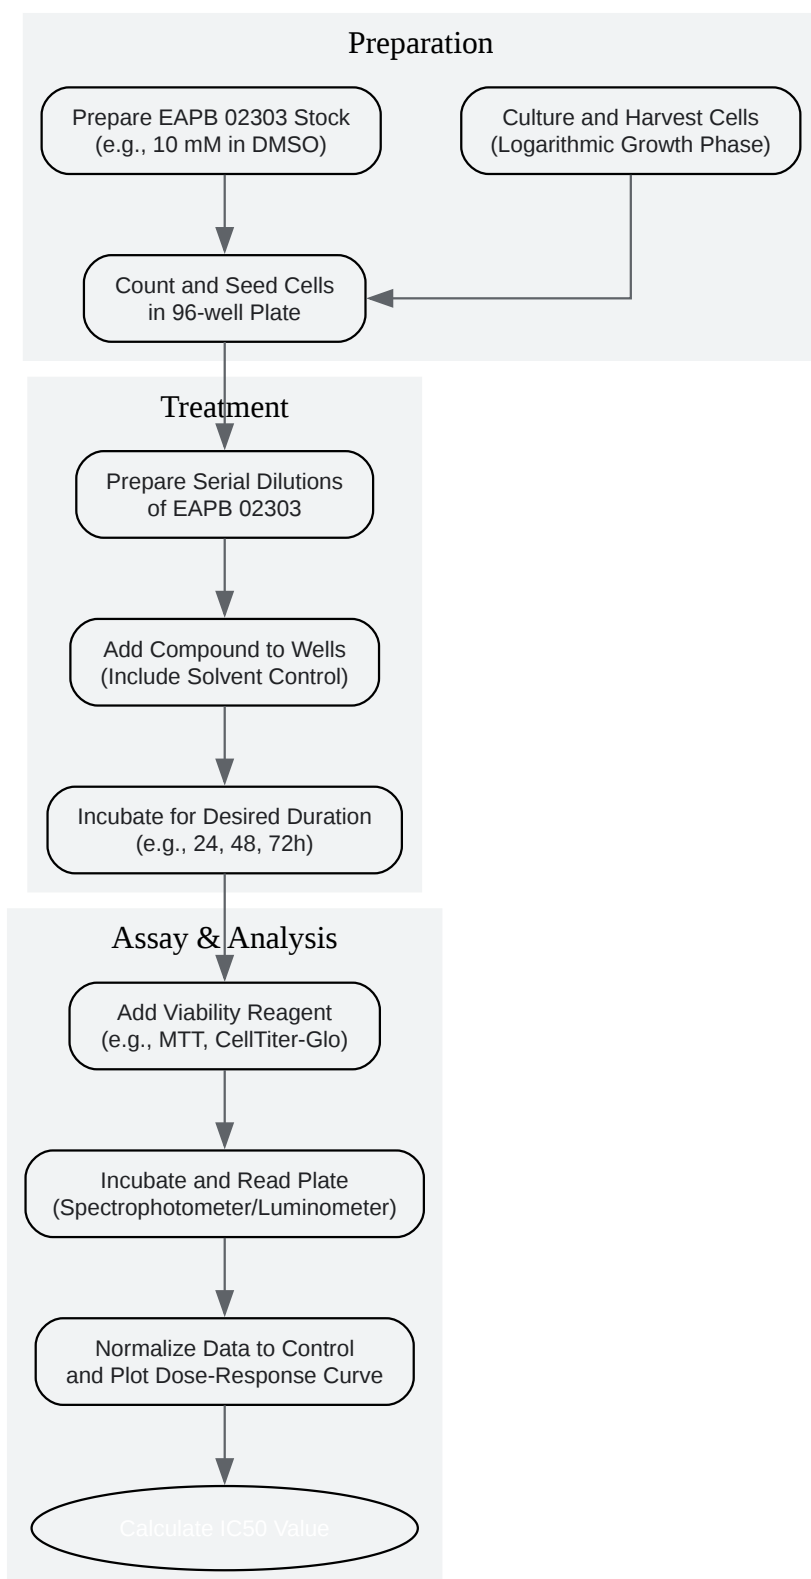 Preparation
Prepare EAPB 02303 Stock
(e.g., 10 mM in DMSO)
Culture and Harvest Cells
(Logarithmic Growth Phase)
Count and Seed Cells
in 96-well Plate
Treatment
Prepare Serial Dilutions
of EAPB 02303
Add Compound to Wells
(Include Solvent Control)
Incubate for Desired Duration
(e.g., 24, 48, 72h)
Assay & Analysis
Add Viability Reagent
(e.g., MTT, CellTiter-Glo)
Incubate and Read Plate
(Spectrophotometer/Luminometer)
Normalize Data to Control
and Plot Dose-Response Curve
Calculate IC50 Value